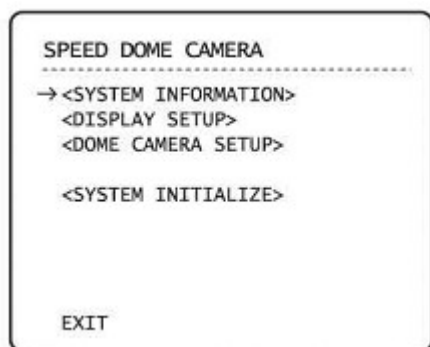 SPEED DOME CAMERA
→<SYSTEM INFORMATION>
<DISPLAY SETUP>
<DOME CAMERA SETUP>
<SYSTEM INITIALIZE>
EXIT